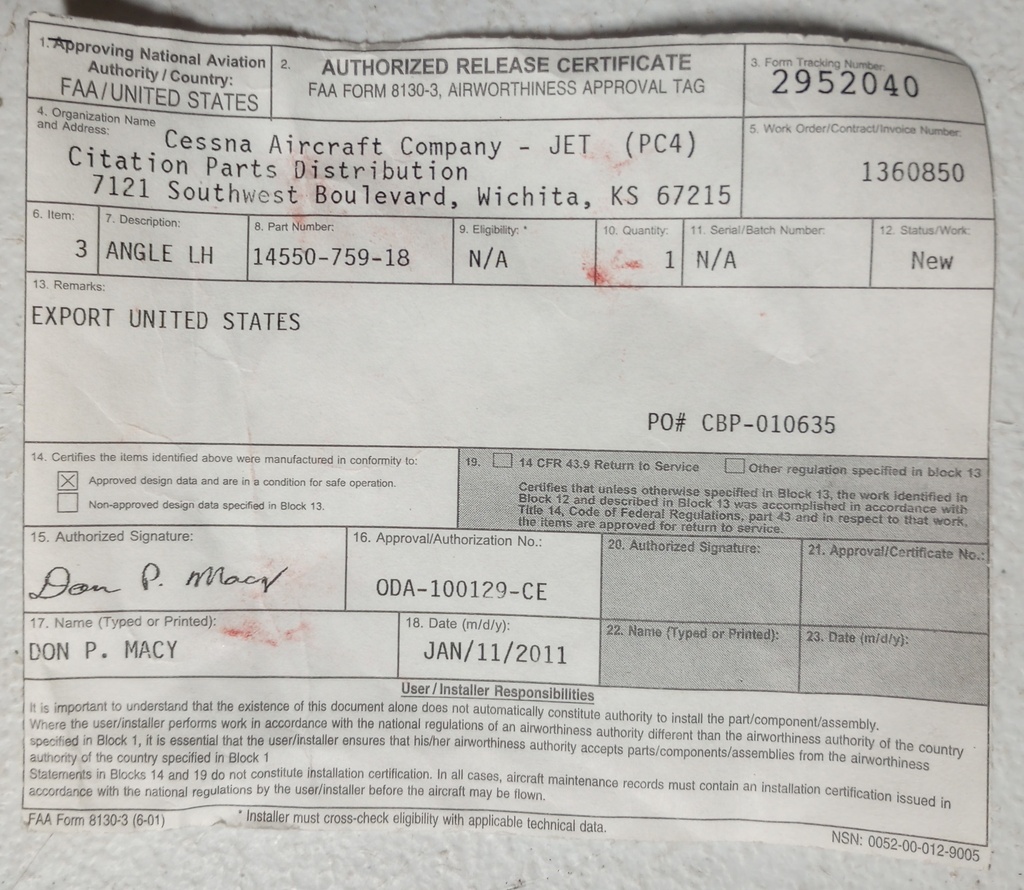 1. Approving National Aviation
Authority / Country:
FAA/UNITED STATES
2. AUTHORIZED RELEASE CERTIFICATE
FAA FORM 8130-3, AIRWORTHINESS APPROVAL TAG
3. Form Tracking Number:
2952040
4. Organization Name
and Address:
Cessna Aircraft Company - JET (PC4)
Citation Parts Distribution
7121 Southwest Boulevard, Wichita, KS 67215
5. Work Order/Contract/Invoice Number:
1360850
6. Item:
3
7. Description:
ANGLE LH
8. Part Number:
14550-759-18
9. Eligibility: *
N/A
10. Quantity:
1
11. Serial/Batch Number:
N/A
12. Status/Work:
New
13. Remarks:
EXPORT UNITED STATES
PO# CBP-010635
14. Certifies the items identified above were manufactured in conformity to:
Approved design data and are in a condition for safe operation.
Non-approved design data specified in Block 13.
19. 14 CFR 43.9 Return to Service Other regulation specified in block 13
Certifies that unless otherwise specified in Block 13, the work identified in
Block 12 and described in Block 13 was accomplished in accordance with
Title 14, Code of Federal Regulations, part 43 and in respect to that work,
the items are approved for return to service.
15. Authorized Signature:
Don P. Macy
16. Approval/Authorization No.:
ODA-100129-CE
20. Authorized Signature:
21. Approval/Certificate No.:
17. Name (Typed or Printed):
DON P. MACY
18. Date (m/d/y):
JAN/11/2011
22. Name (Typed or Printed):
23. Date (m/d/y):
User / Installer Responsibilities
It is important to understand that the existence of this document alone does not automatically constitute authority to install the part/component/assembly.
Where the user/installer performs work in accordance with the national regulations of an airworthiness authority different than the airworthiness authority of the country
specified in Block 1, it is essential that the user/installer ensures that his/her airworthiness authority accepts parts/components/assemblies from the airworthiness
authority of the country specified in Block 1
Statements in Blocks 14 and 19 do not constitute installation certification. In all cases, aircraft maintenance records must contain an installation certification issued in
accordance with the national regulations by the user/installer before the aircraft may be flown.
FAA Form 8130-3 (6-01)
* Installer must cross-check eligibility with applicable technical data.
NSN: 0052-00-012-9005